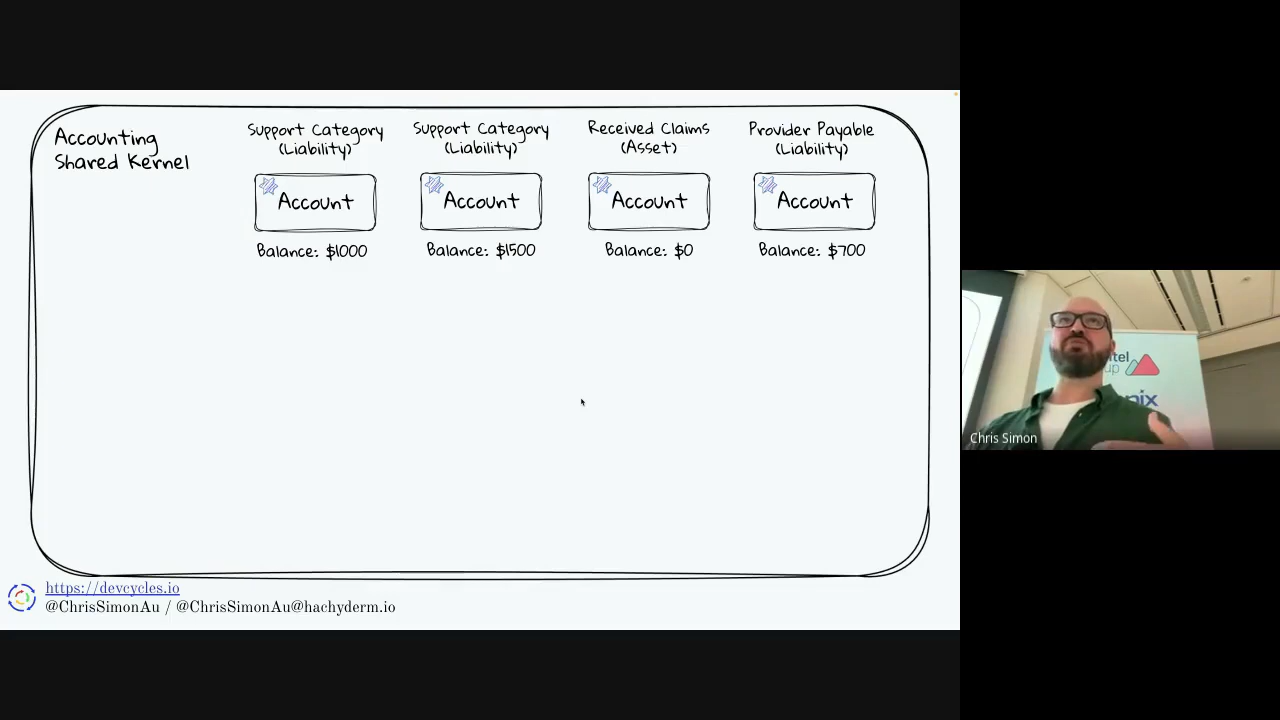 Accounting
Shared Kernel
Support Category
(Liability)
Account
Balance: $1000
Support Category
(Liability)
Account
Balance: $1500
Received Claims
(Asset)
Account
Balance: $0
Provider Payable
(Liability)
Account
Balance: $700
https://devcycles.io
@ChrisSimonAu / @ChrisSimonAu@hachyderm.io
Chris Simon